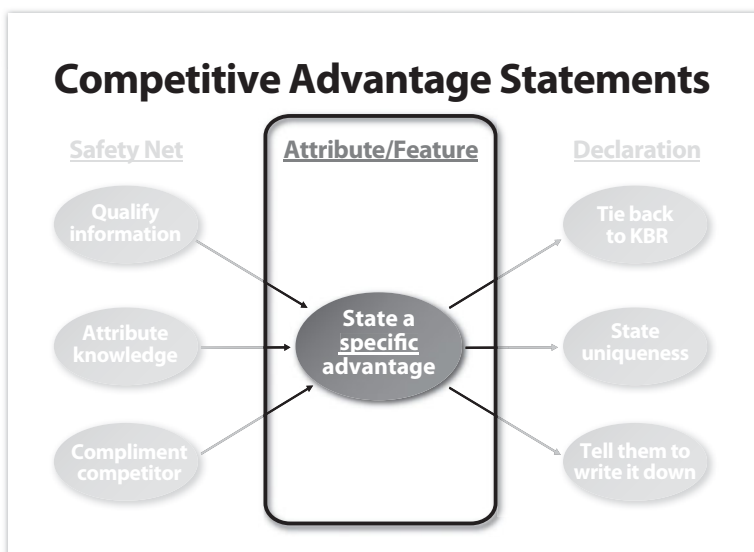 Competitive Advantage Statements
Safety Net
Attribute/Feature
Declaration
Qualify
information
Attribute
knowledge
Compliment
competitor
State a
specific
advantage
Tie back
to KBR
State
uniqueness
Tell them to
write it down